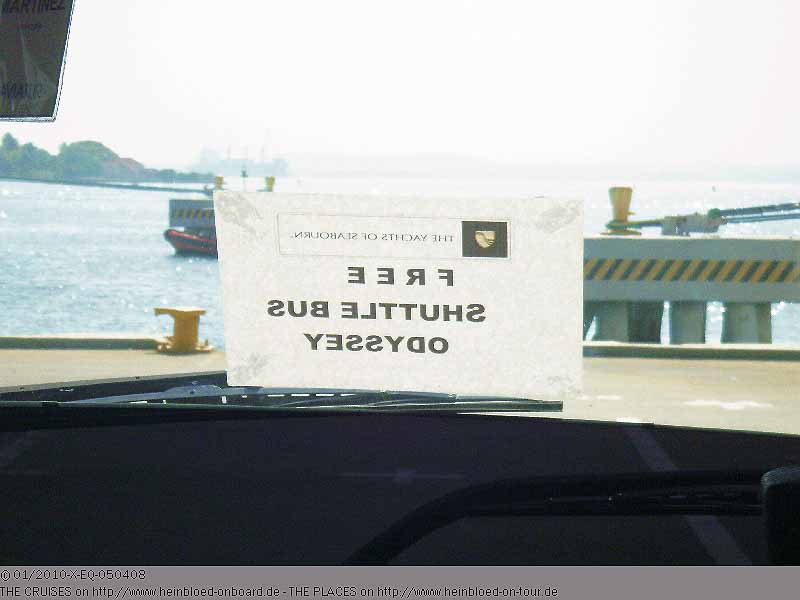 MARTINEZ
THE YACHTS OF SEABOURN.
FREE
SHUTTLE BUS
ODYSSEY
© 01/2010-X-EQ-050408
THE CRUISES on http://www.heinbloed-onboard.de - THE PLACES on http://www.heinbloed-on-tour.de